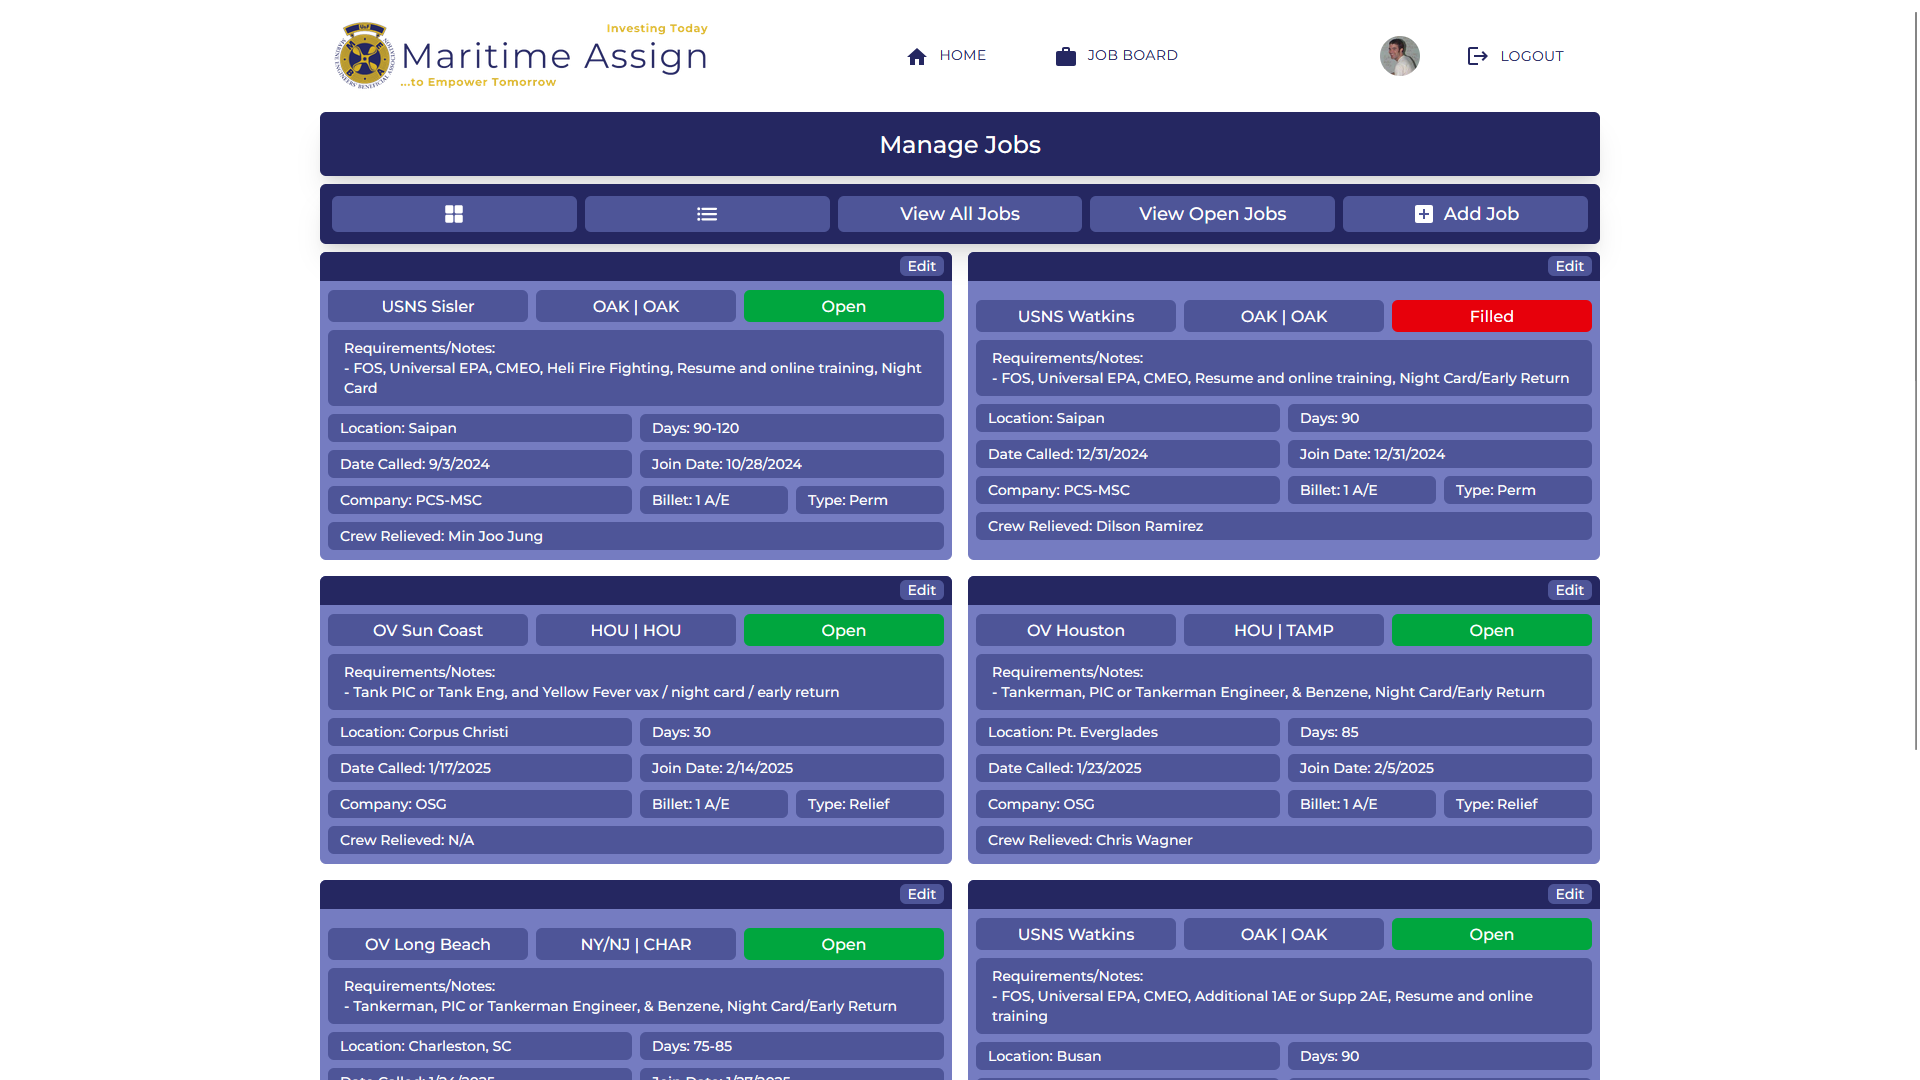 Investing Today
Maritime Assign
...to Empower Tomorrow
HOME
JOB BOARD
LOGOUT
Manage Jobs
View All Jobs
View Open Jobs
Add Job
Edit
USNS Sisler
OAK | OAK
Open
Requirements/Notes:
- FOS, Universal EPA, CMEO, Heli Fire Fighting, Resume and online training, Night
Card
Location: Saipan
Days: 90-120
Date Called: 9/3/2024
Join Date: 10/28/2024
Company: PCS-MSC
Billet: 1 A/E
Type: Perm
Crew Relieved: Min Joo Jung
Edit
USNS Watkins
OAK | OAK
Filled
Requirements/Notes:
- FOS, Universal EPA, CMEO, Resume and online training, Night Card/Early Return
Location: Saipan
Days: 90
Date Called: 12/31/2024
Join Date: 12/31/2024
Company: PCS-MSC
Billet: 1 A/E
Type: Perm
Crew Relieved: Dilson Ramirez
Edit
OV Sun Coast
HOU | HOU
Open
Requirements/Notes:
- Tank PIC or Tank Eng, and Yellow Fever vax / night card / early return
Location: Corpus Christi
Days: 30
Date Called: 1/17/2025
Join Date: 2/14/2025
Company: OSG
Billet: 1 A/E
Type: Relief
Crew Relieved: N/A
Edit
OV Houston
HOU | TAMP
Open
Requirements/Notes:
- Tankerman, PIC or Tankerman Engineer, & Benzene, Night Card/Early Return
Location: Pt. Everglades
Days: 85
Date Called: 1/23/2025
Join Date: 2/5/2025
Company: OSG
Billet: 1 A/E
Type: Relief
Crew Relieved: Chris Wagner
Edit
OV Long Beach
NY/NJ | CHAR
Open
Requirements/Notes:
- Tankerman, PIC or Tankerman Engineer, & Benzene, Night Card/Early Return
Location: Charleston, SC
Days: 75-85
Date Called: 1/24/2025
Join Date: 1/27/2025
Edit
USNS Watkins
OAK | OAK
Open
Requirements/Notes:
- FOS, Universal EPA, CMEO, Additional 1AE or Supp 2AE, Resume and online
training
Location: Busan
Days: 90